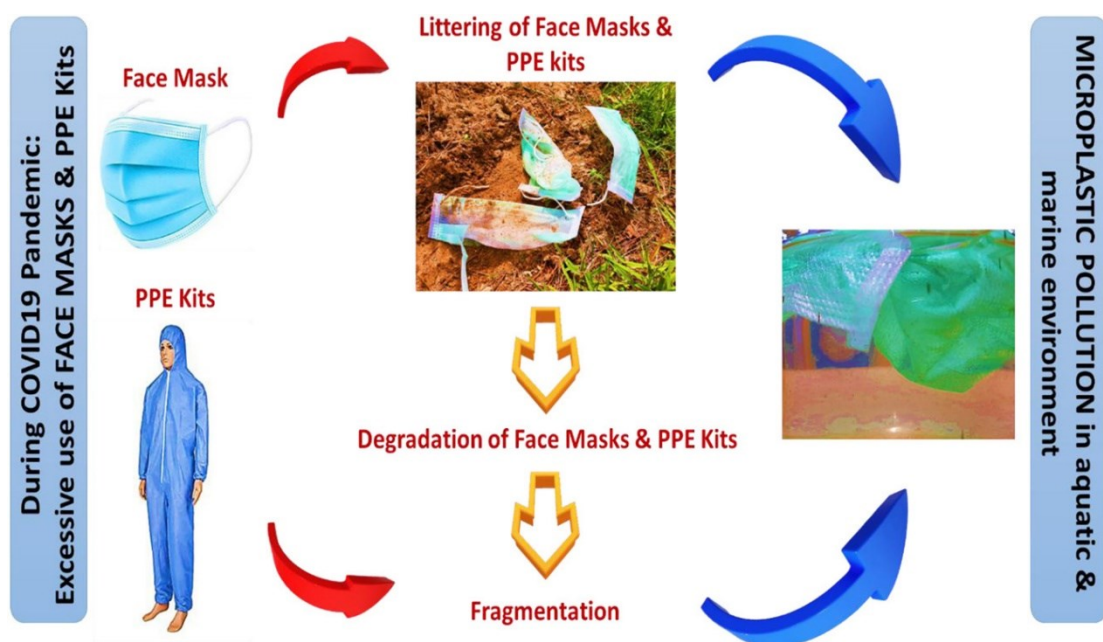 During COVID19 Pandemic:
Excessive use of FACE MASKS & PPE Kits
Face Mask
PPE Kits
Littering of Face Masks &
PPE kits
Degradation of Face Masks & PPE Kits
Fragmentation
MICROPLASTIC POLLUTION in aquatic &
marine environment